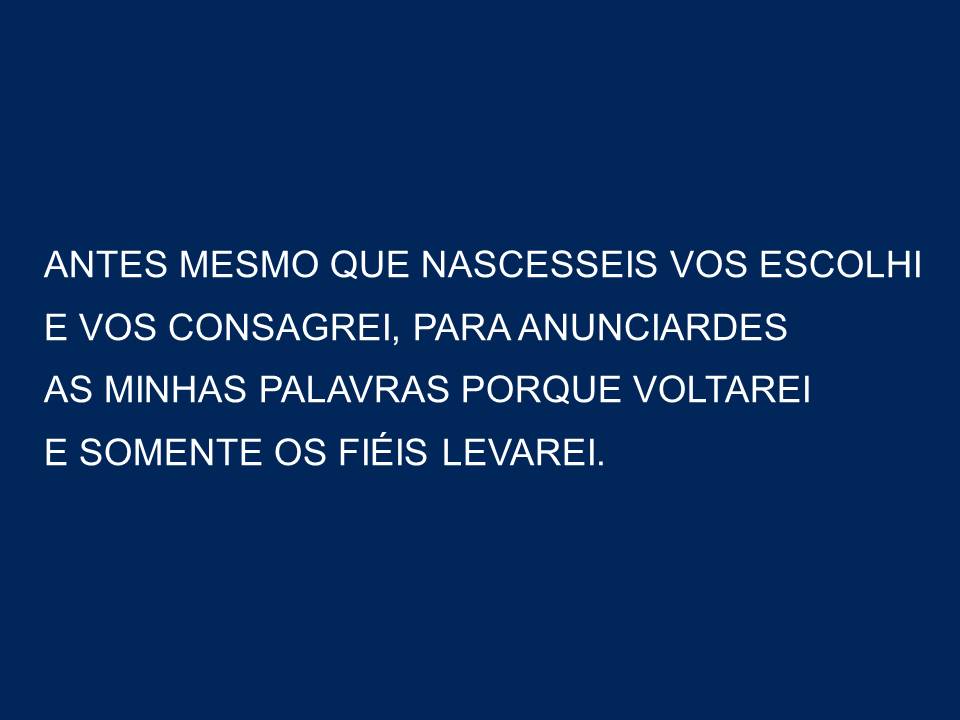 ANTES MESMO QUE NASCESSEIS VOS ESCOLHI
E VOS CONSAGREI, PARA ANUNCIARDES
AS MINHAS PALAVRAS PORQUE VOLTAREI
E SOMENTE OS FIÉIS LEVAREI.